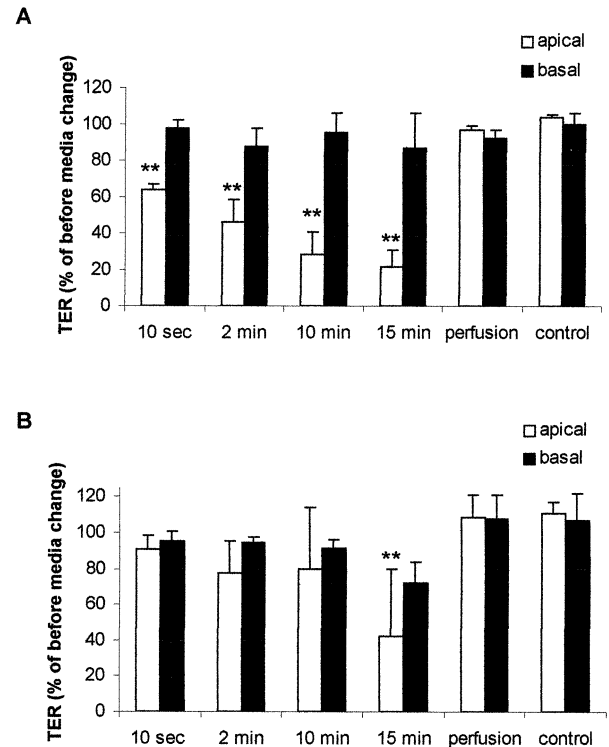 A
apical
basal
TER (% of before media change)
120
100
80
60
40
20
0
**
**
**
**
10 sec 2 min 10 min 15 min perfusion control
B
apical
basal
TER (% of before media change)
120
100
80
60
40
20
0
**
10 sec 2 min 10 min 15 min perfusion control